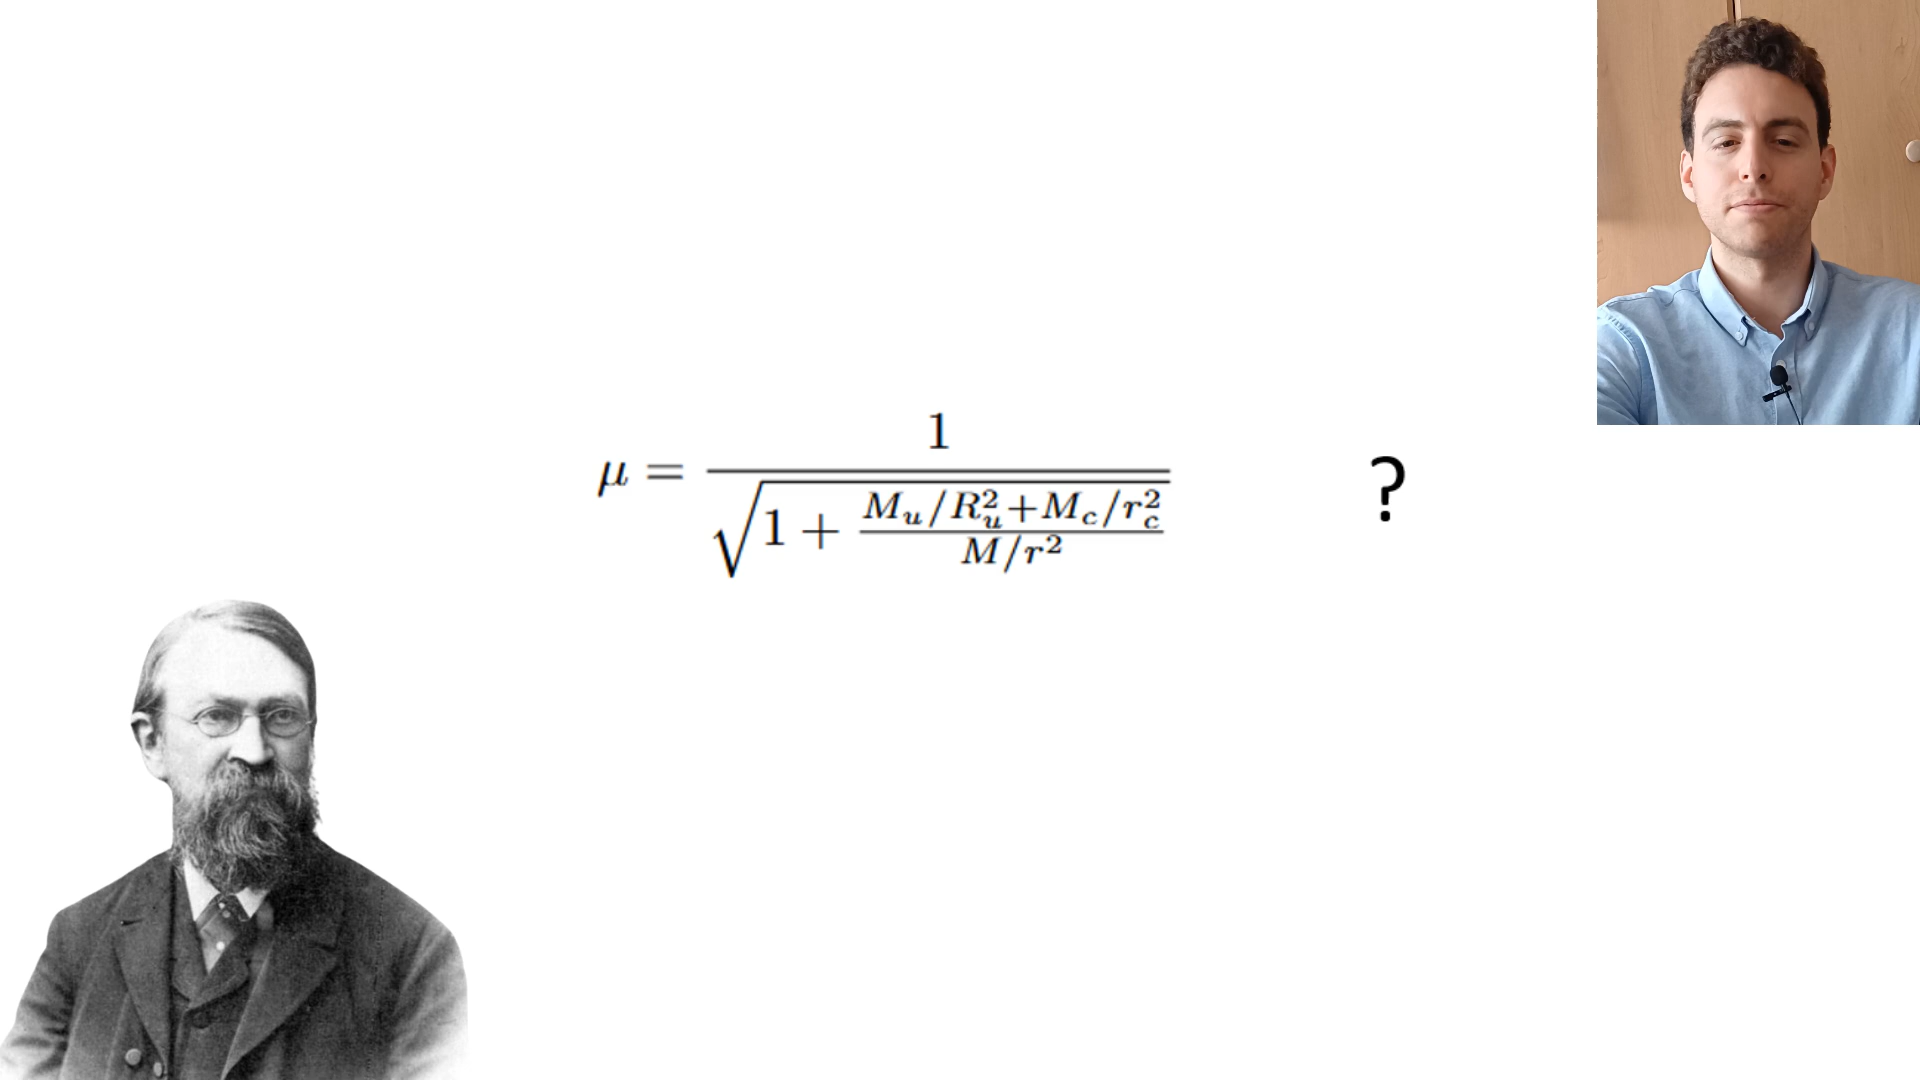 μ = 1 / √(1 + (M_u/R_u^2 + M_c/r_c^2) / (M/r^2)) ?